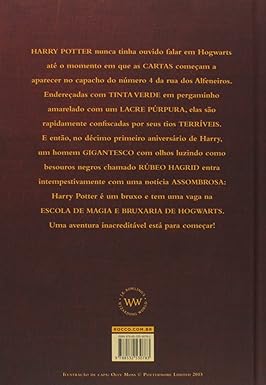 HARRY POTTER nunca tinha ouvido falar em Hogwarts
até o momento em que as CARTAS começam a
aparecer no capacho do número 4 da rua dos Alfeneiros.
Endereçadas com TINTA VERDE em pergaminho
amarelado com um LACRE PÚRPURA, elas são
rapidamente confiscadas por seus tios TERRÍVEIS.
E então, no décimo primeiro aniversário de Harry,
um homem GIGANTESCO com olhos luzindo como
besouros negros chamado RÚBEO HAGRID entra
intempestivamente com uma notícia ASSOMBROSA:
Harry Potter é um bruxo e tem uma vaga na
ESCOLA DE MAGIA E BRUXARIA DE HOGWARTS.
Uma aventura inacreditável está para começar!
J.K. ROWLING'S
WW
WIZARDING WORLD
ROCCO.COM.BR
Ilustração de capa: Olly Moss © Pottermore Limited 2015